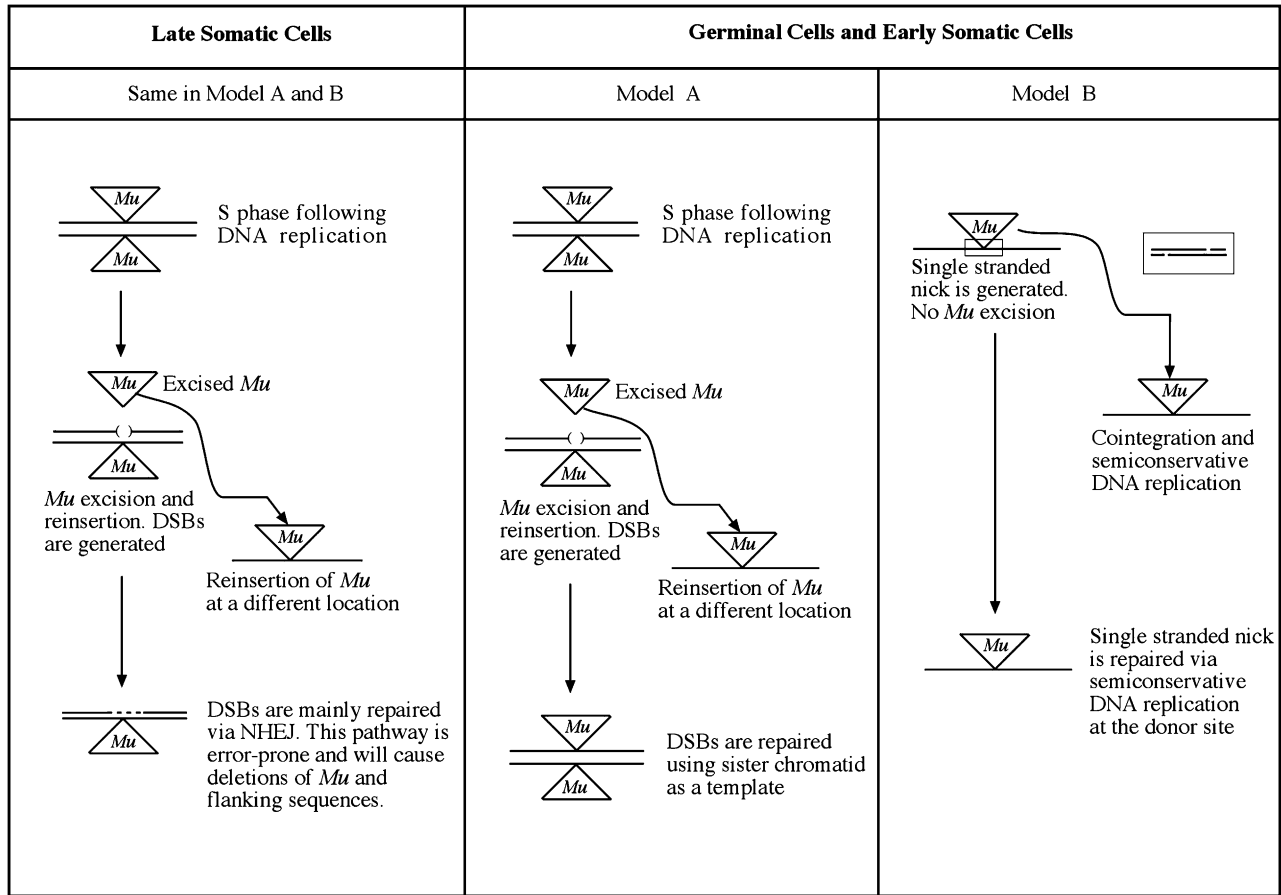 Late Somatic Cells
Germinal Cells and Early Somatic Cells
Same in Model A and B
Model A
Model B
Mu
S phase following
DNA replication
Mu
Mu
Excised Mu
Mu
Mu excision and
reinsertion. DSBs
are generated
Mu
Reinsertion of Mu
at a different location
DSBs are mainly repaired
via NHEJ. This pathway is
error-prone and will cause
deletions of Mu and
flanking sequences.
Mu
Mu
S phase following
DNA replication
Mu
Mu
Excised Mu
Mu
Mu excision and
reinsertion. DSBs
are generated
Mu
Reinsertion of Mu
at a different location
Mu
DSBs are repaired
using sister chromatid
as a template
Mu
Mu
Single stranded
nick is generated.
No Mu excision
Mu
Cointegration and
semiconservative
DNA replication
Mu
Single stranded nick
is repaired via
semiconservative
DNA replication
at the donor site